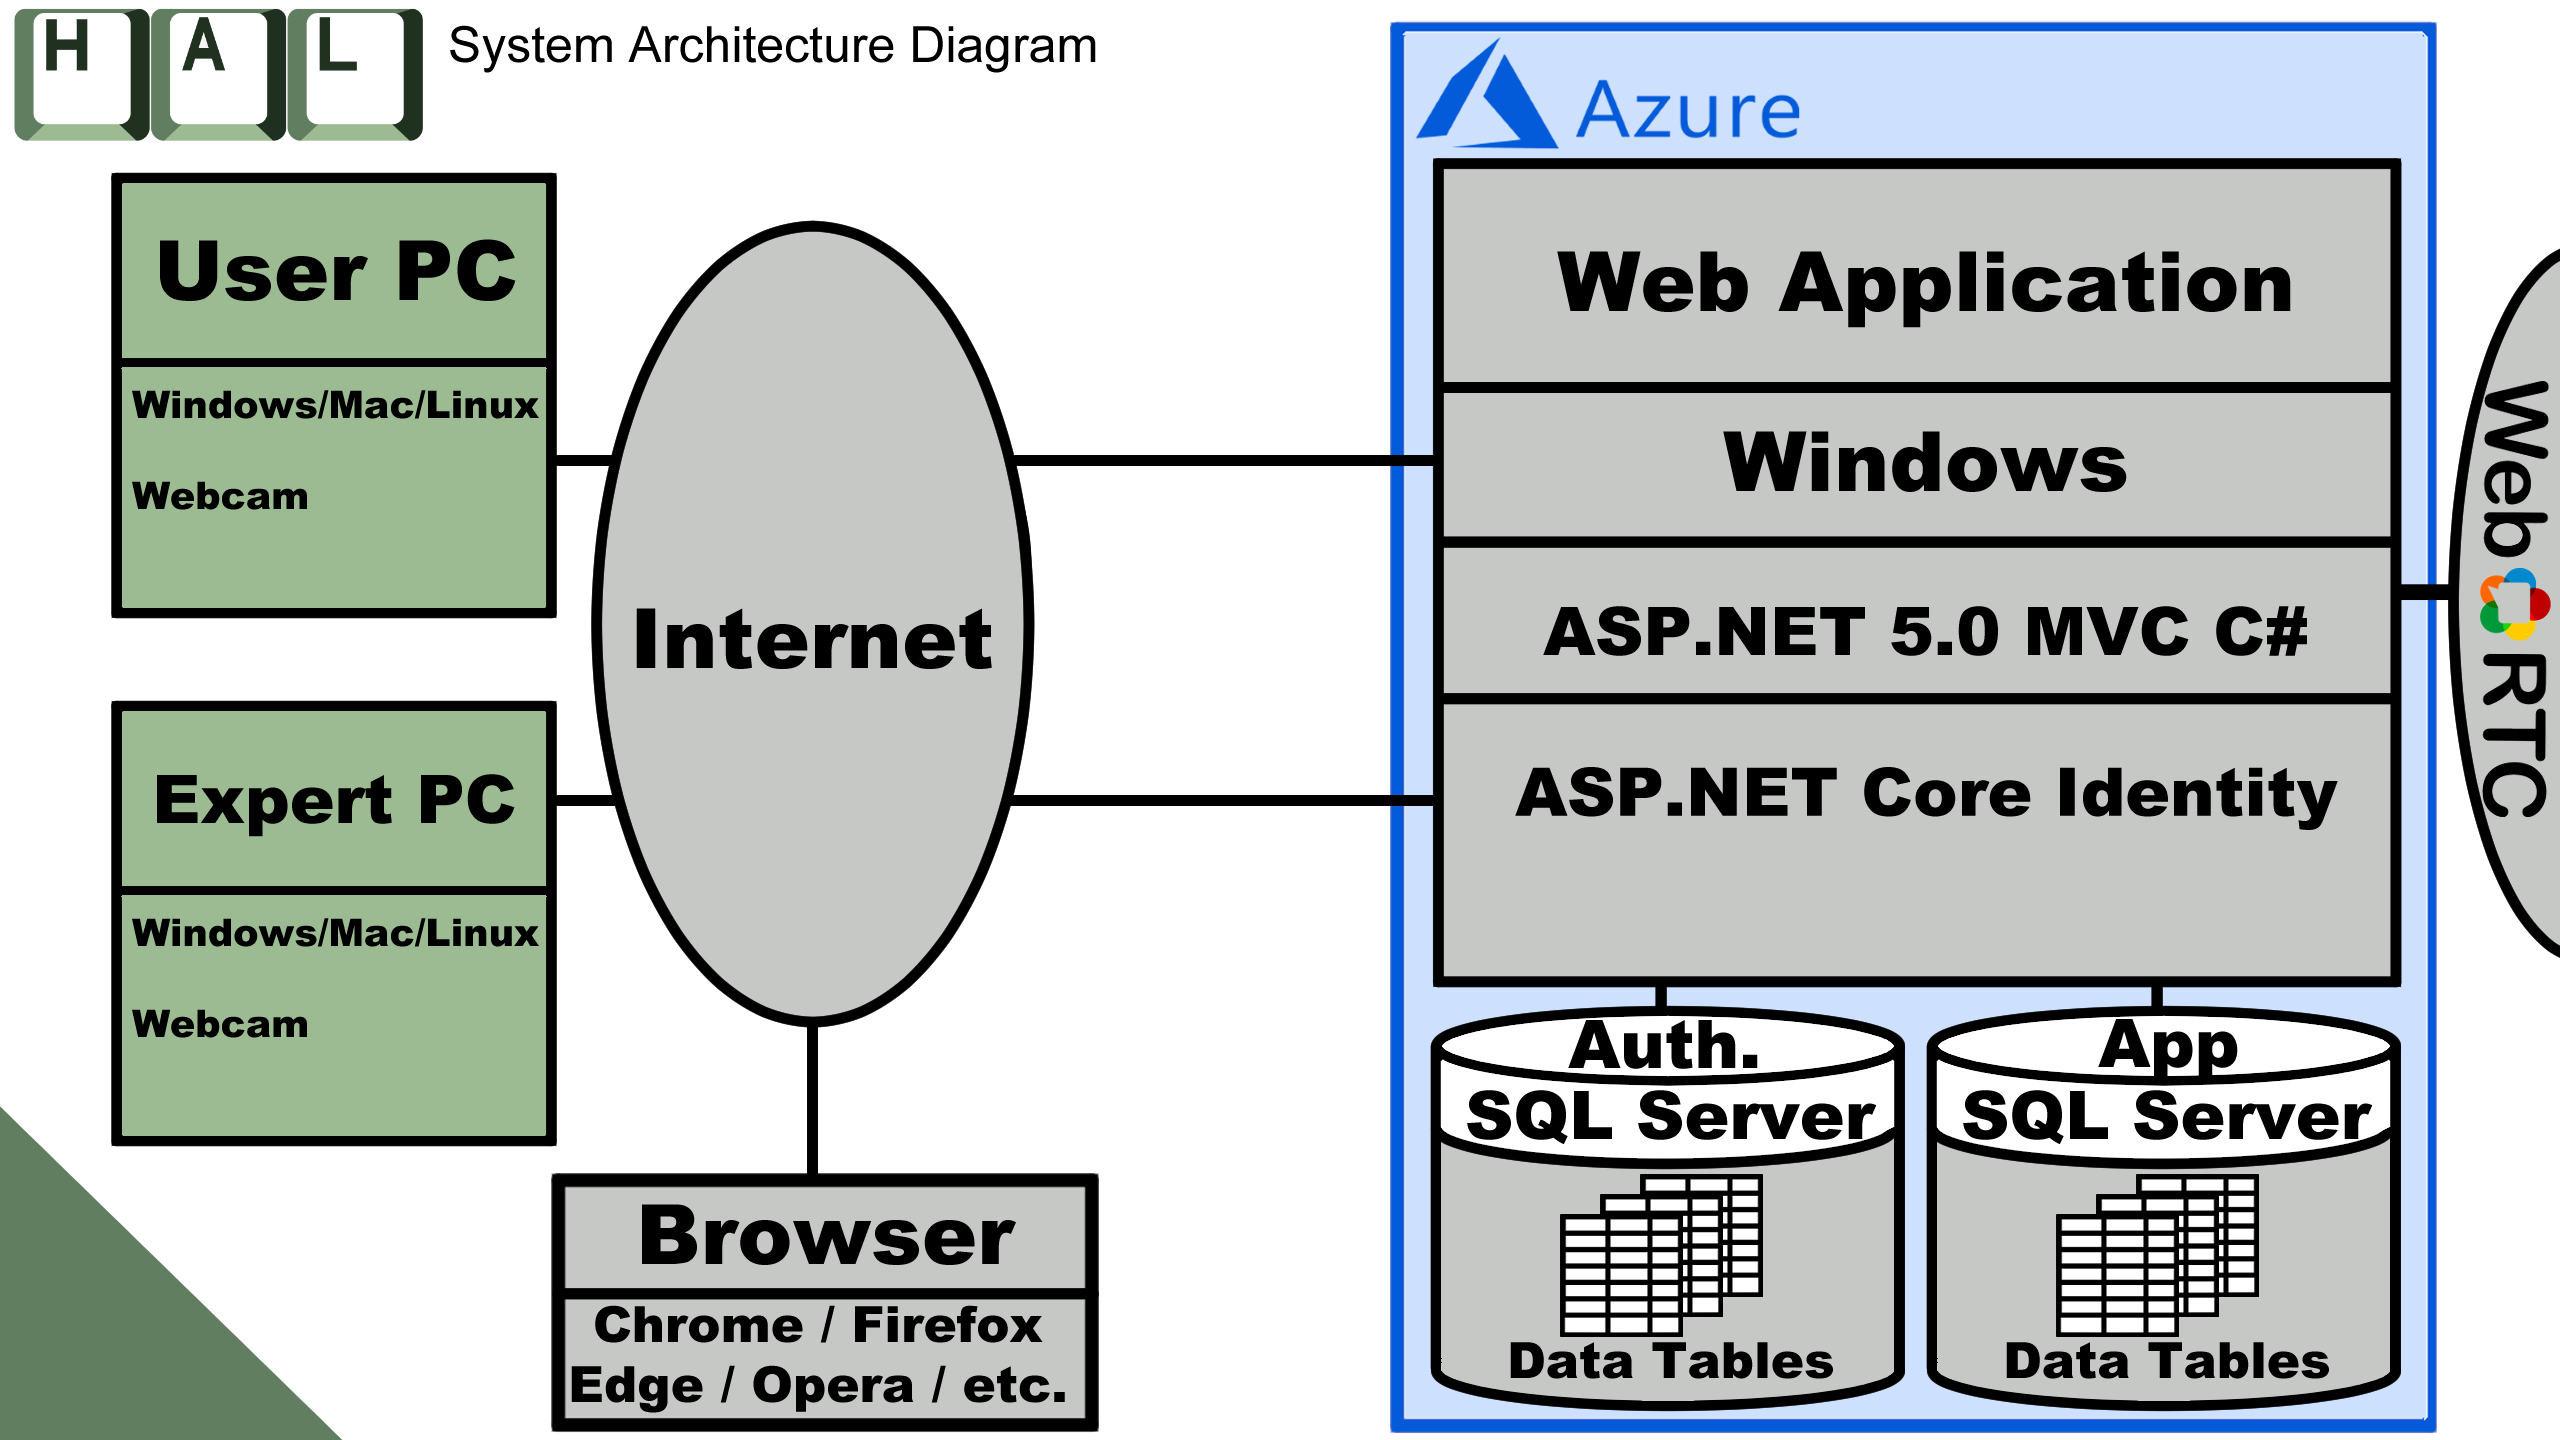 H A L
System Architecture Diagram
Azure
User PC
Windows/Mac/Linux
Webcam
Internet
Expert PC
Windows/Mac/Linux
Webcam
Browser
Chrome / Firefox
Edge / Opera / etc.
Web Application
Windows
ASP.NET 5.0 MVC C#
ASP.NET Core Identity
Auth.
SQL Server
Data Tables
App
SQL Server
Data Tables
Web RTC